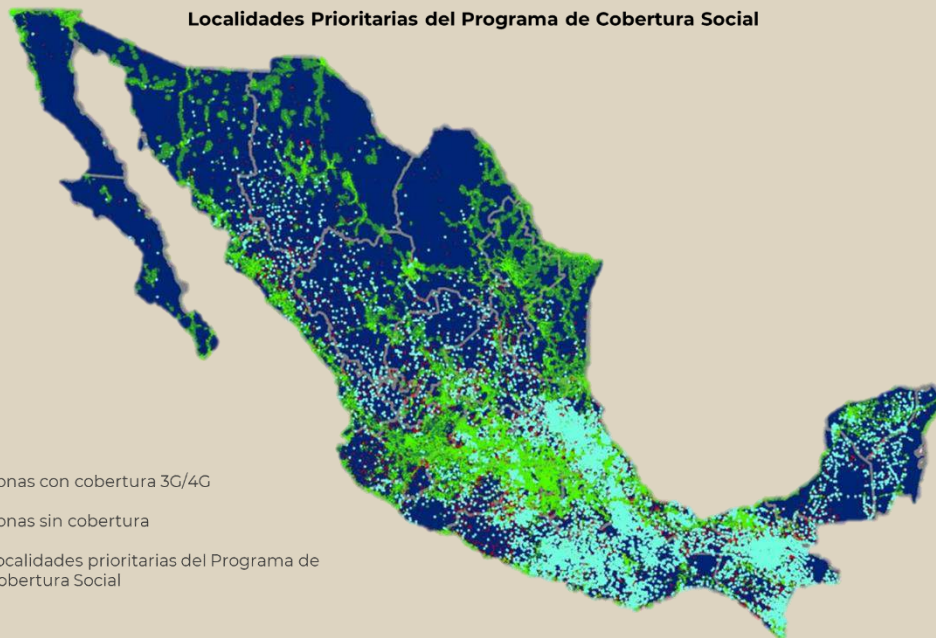 Localidades Prioritarias del Programa de Cobertura Social
onas con cobertura 3G/4G
onas sin cobertura
ocalidades prioritarias del Programa de
obertura Social